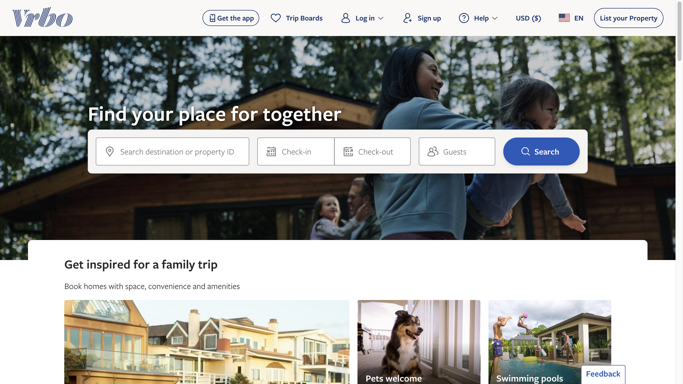 Vrbo
Get the app
Trip Boards
Log in
Sign up
Help
USD ($)
EN
List your Property
Find your place for together
Search destination or property ID
Check-in
Check-out
Guests
Search
Get inspired for a family trip
Book homes with space, convenience and amenities
Pets welcome
Swimming pools
Feedback